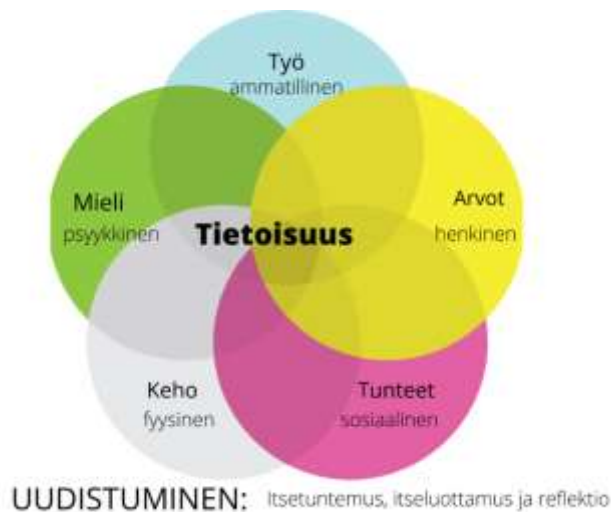 Työ
ammatillinen
Mieli
psyykkinen
Arvot
henkinen
Tietoisuus
Keho
fyysinen
Tunteet
sosiaalinen
UUDISTUMINEN: Itsetuntemus, itseluottamus ja reflektio